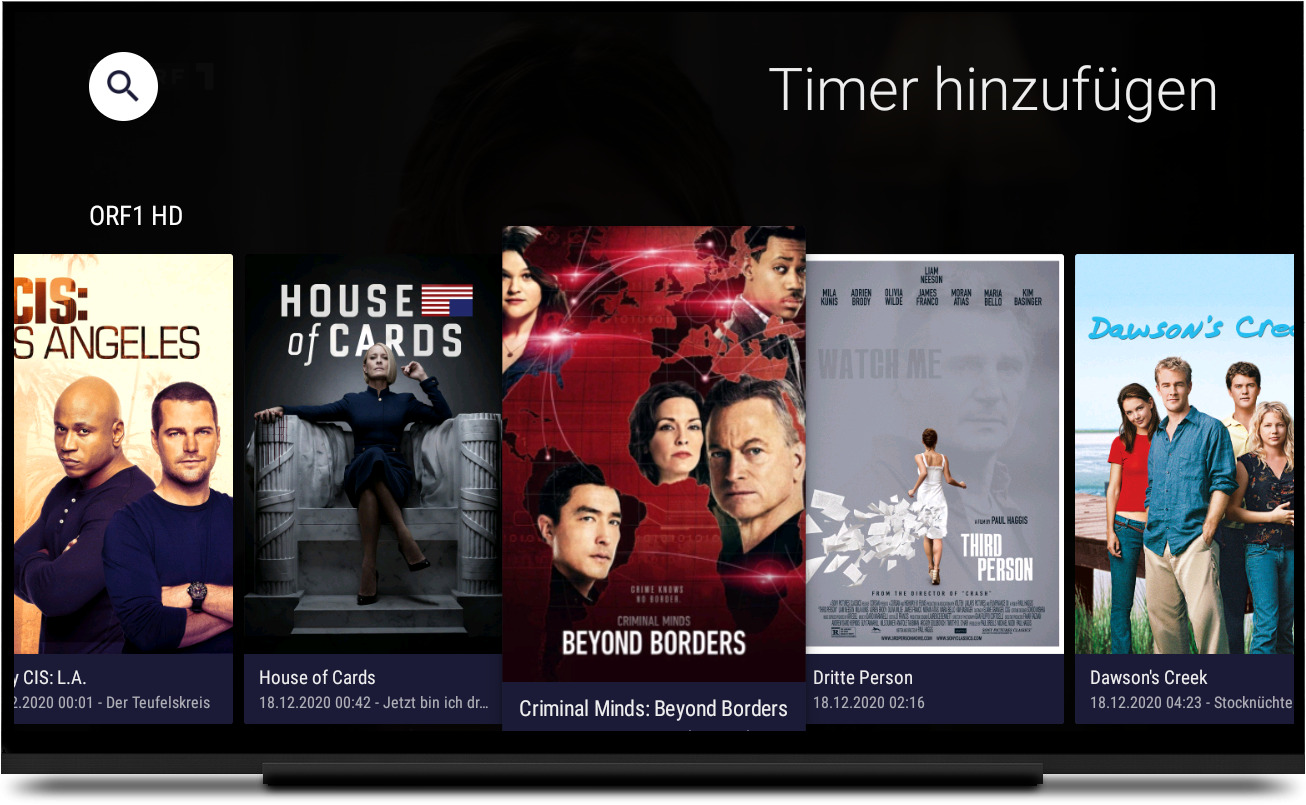 Timer hinzufügen
ORF1 HD
CIS:
S ANGELES
y CIS: L.A.
2.2020 00:01 - Der Teufelskreis
HOUSE
of CARDS
House of Cards
18.12.2020 00:42 - Jetzt bin ich dr...
CRIME KNOWS
NO BORDER.
CRIMINAL MINDS
BEYOND BORDERS
Criminal Minds: Beyond Borders
LIAM
NEESON
MILA KUNIS ADRIEN BRODY OLIVIA WILDE JAMES FRANCO MORAN ATIAS MARIA BELLO KIM BASINGER
WATCH ME
A FILM BY PAUL HAGGIS
THIRD
PERSON
FROM THE DIRECTOR OF "CRASH"
Dritte Person
18.12.2020 02:16
Dawson's Cree
Dawson's Creek
18.12.2020 04:23 - Stocknüchte